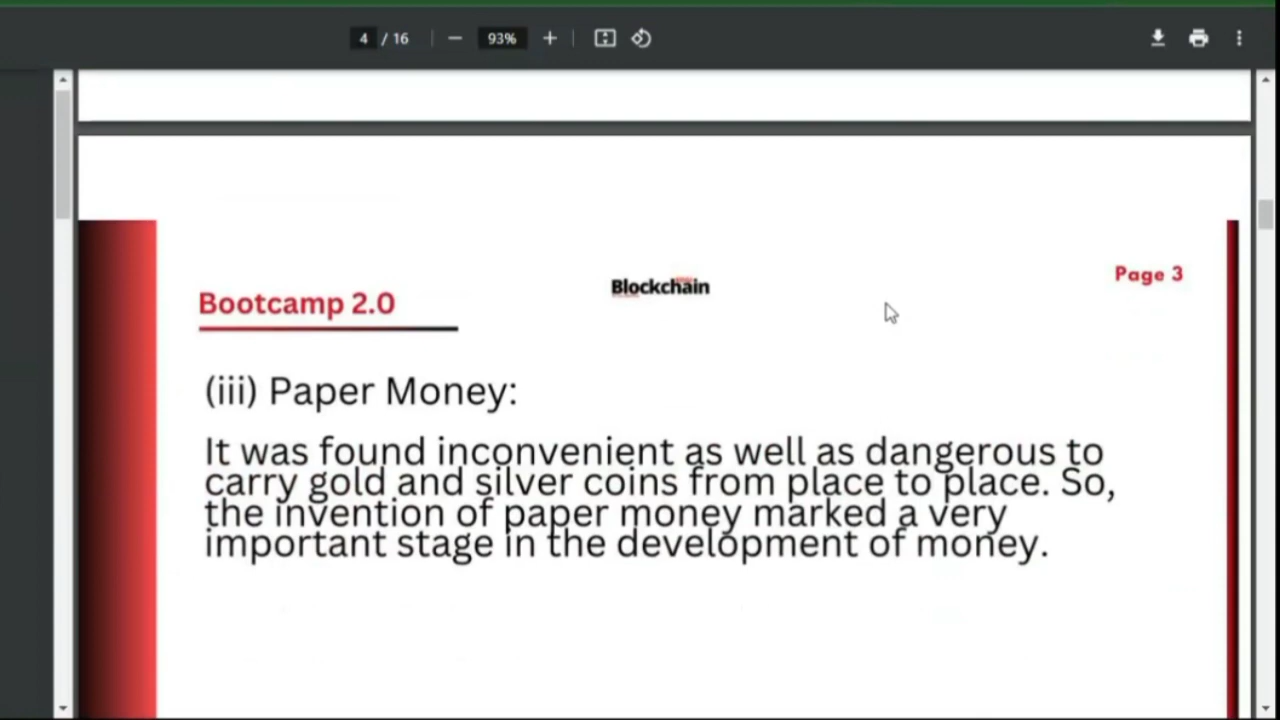 4 / 16
93%
Page 3
Blockchain
Bootcamp 2.0
(iii) Paper Money:
It was found inconvenient as well as dangerous to
carry gold and silver coins from place to place. So,
the invention of paper money marked a very
important stage in the development of money.